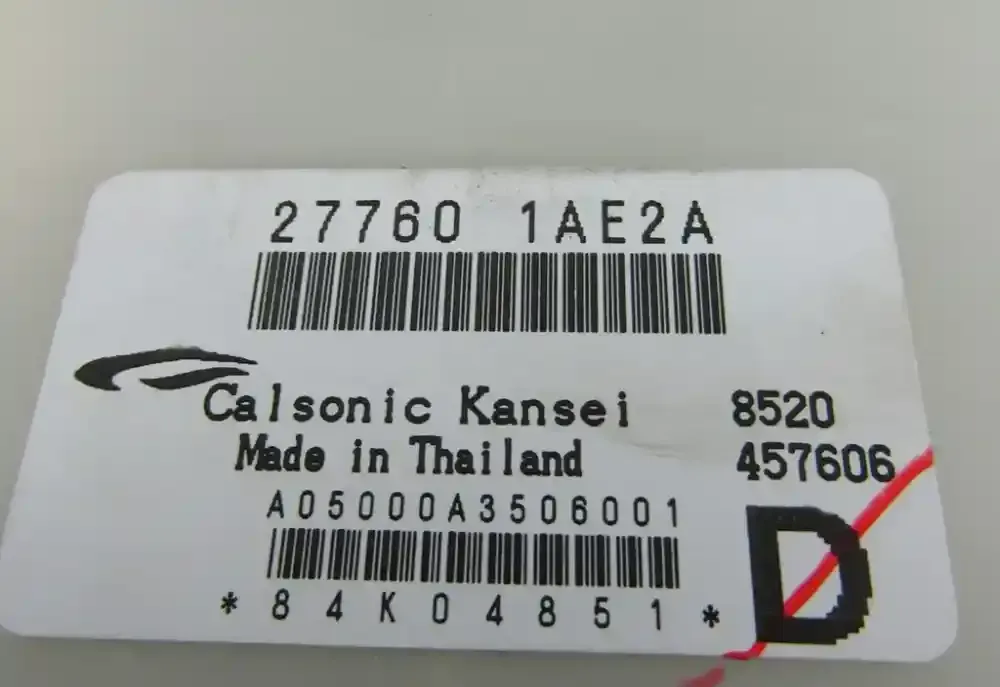 27760 1AE2A
Calsonic Kansei 8520
Made in Thailand 457606
A05000A3506001
D
*84K04851*